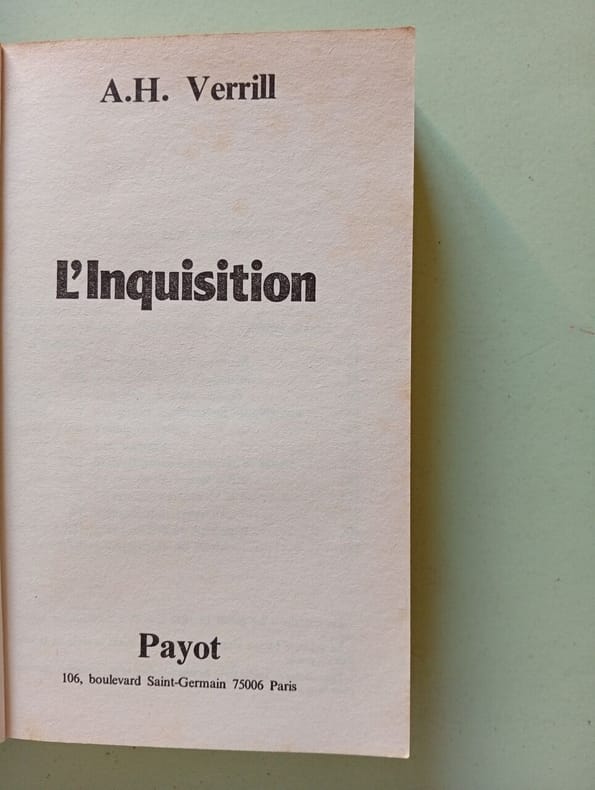 A.H. Verrill
L'Inquisition
Payot
106, boulevard Saint-Germain 75006 Paris